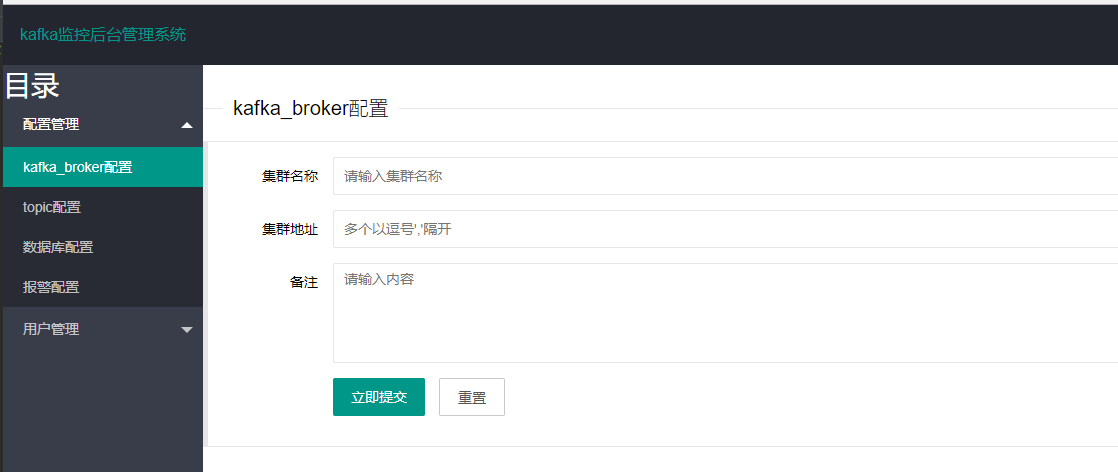 kafka监控后台管理系统
目录
配置管理
kafka_broker配置
topic配置
数据库配置
报警配置
用户管理
kafka_broker配置
集群名称 请输入集群名称
集群地址 多个以逗号','隔开
备注 请输入内容
立即提交 重置